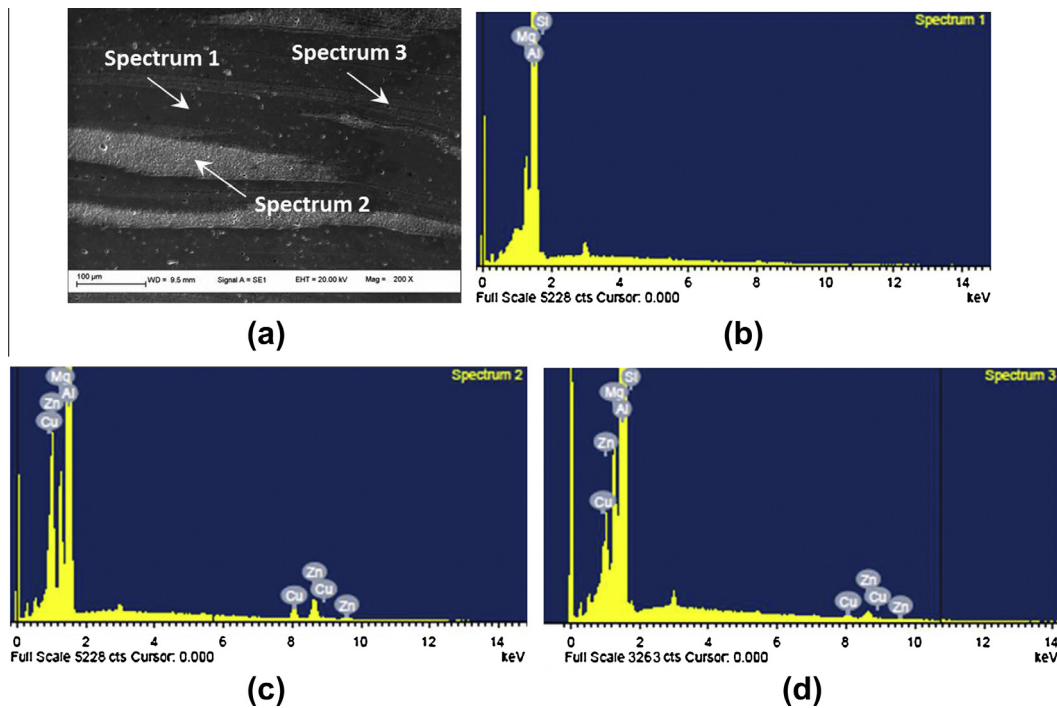 Spectrum 1
Spectrum 3
Spectrum 2
100 µm
WD = 9.5 mm Signal A = SE1 EHT = 20.00 kV Mag = 200 X
(a)
Spectrum 1
Si
Mg
Al
0 2 4 6 8 10 12 14
Full Scale 5228 cts Cursor: 0.000 keV
(b)
Spectrum 2
Mg
Al
Zn
Cu
Zn
Cu Cu
Zn
0 2 4 6 8 10 12 14
Full Scale 5228 cts Cursor: 0.000 keV
(c)
Spectrum 3
Si
Mg
Al
Zn
Cu
Zn
Cu Cu
Zn
0 2 4 6 8 10 12 14
Full Scale 3263 cts Cursor: 0.000 keV
(d)